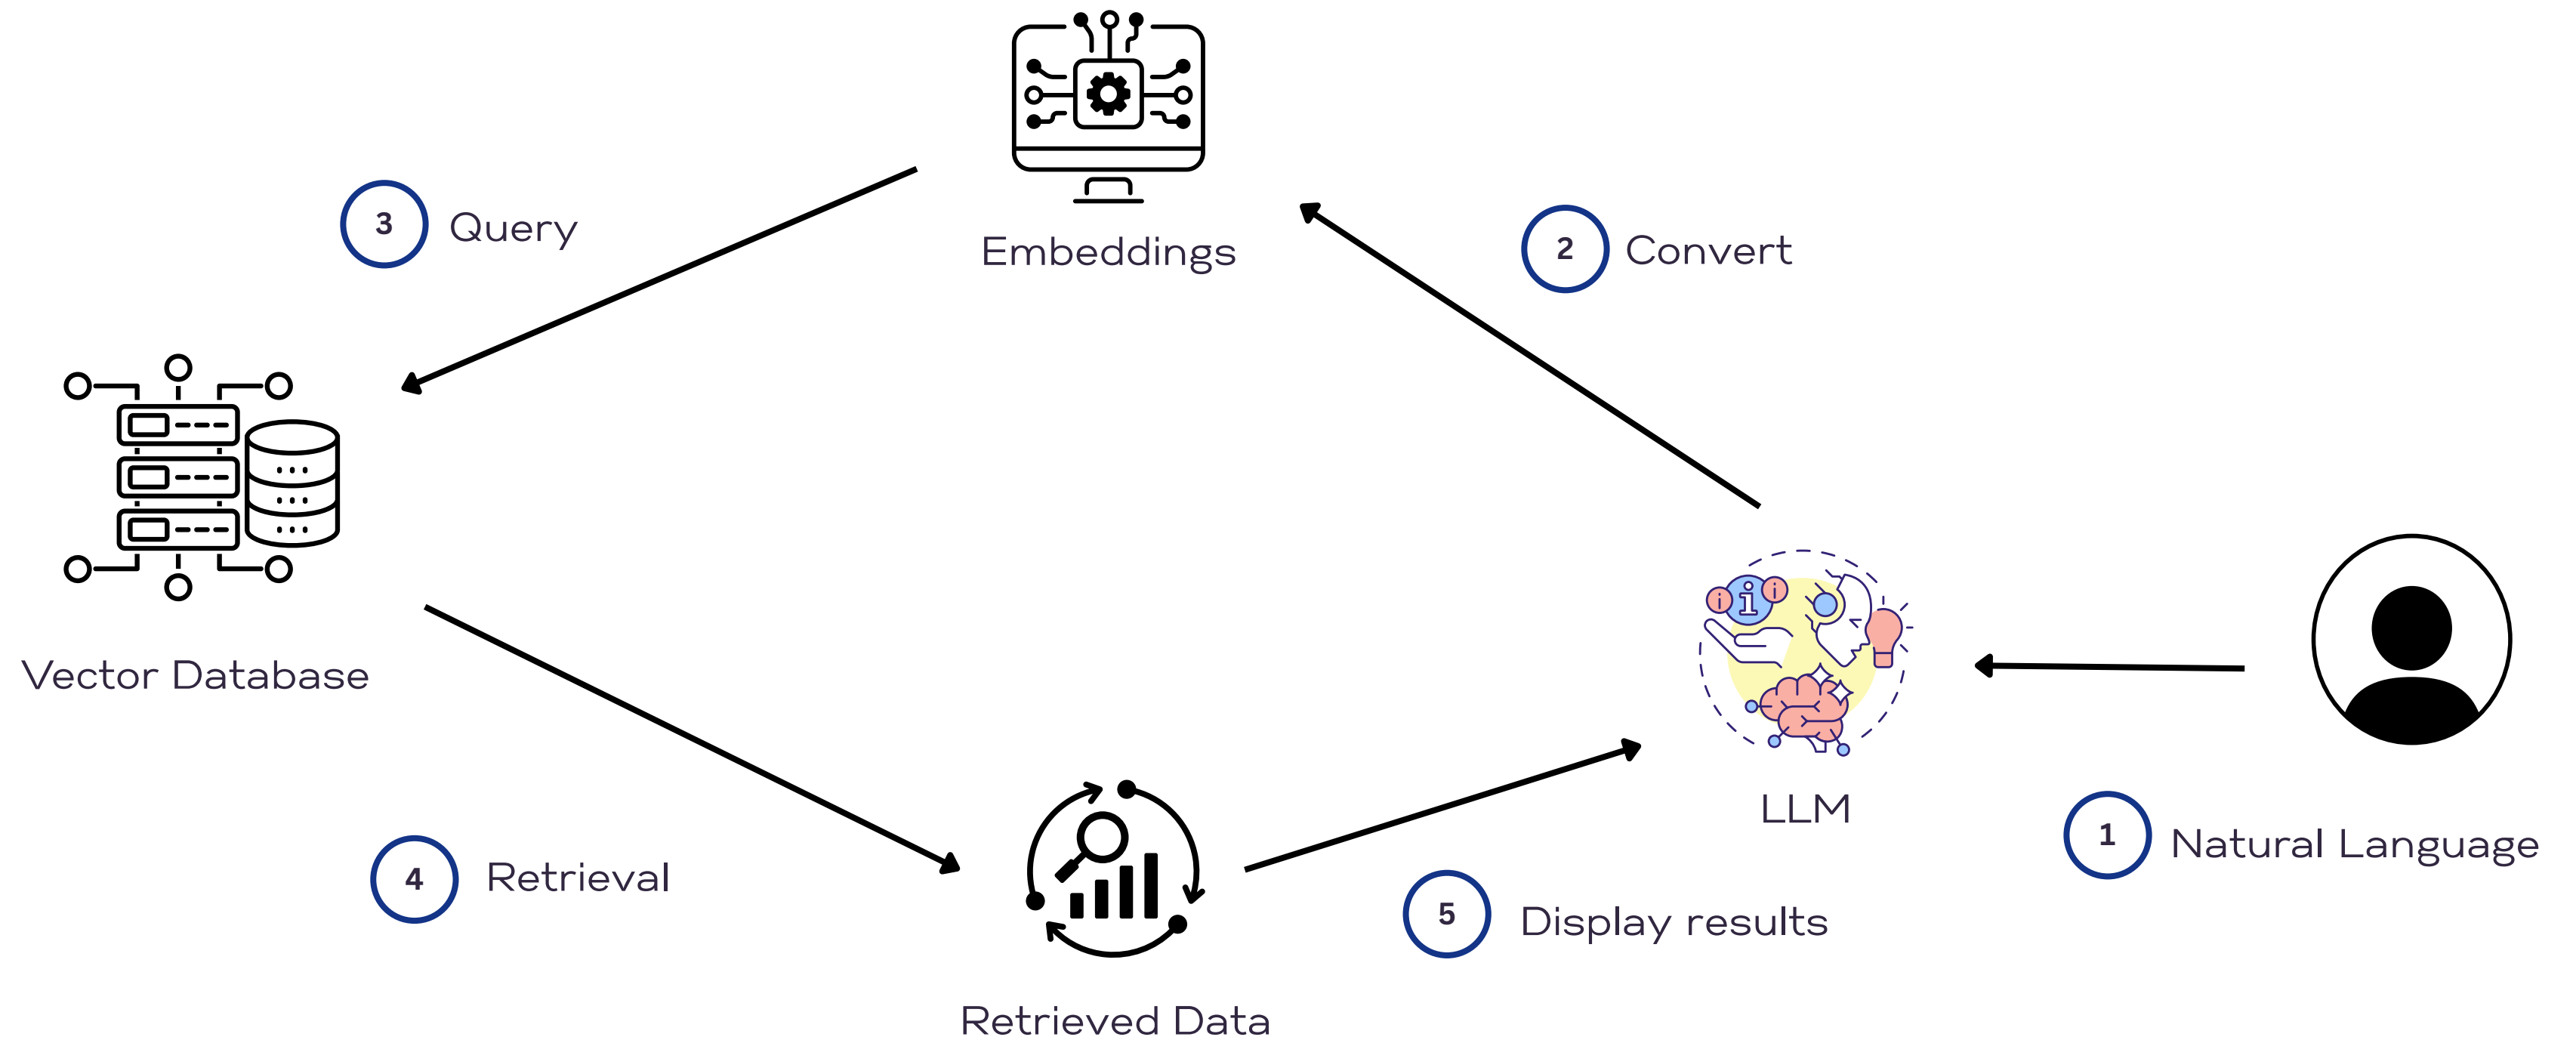 Embeddings
3
Query
2
Convert
Vector Database
LLM
1
Natural Language
4
Retrieval
5
Display results
Retrieved Data